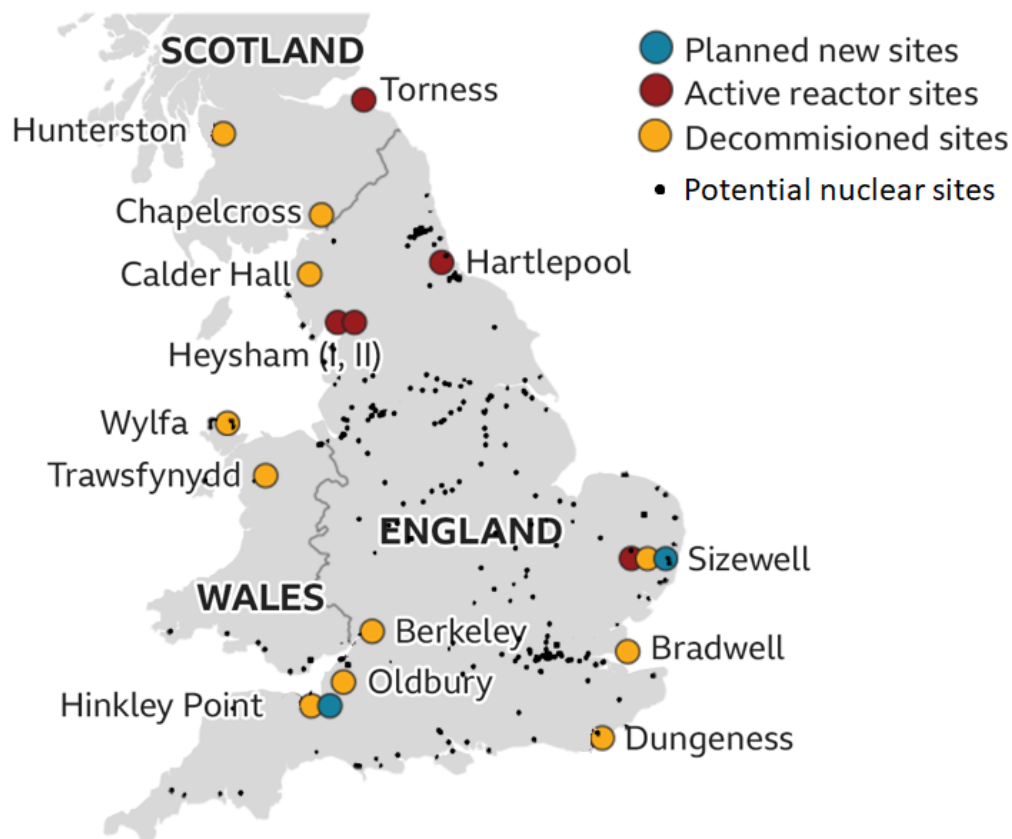 SCOTLAND
Planned new sites
Torness
Active reactor sites
Hunterston
Decommisioned sites
Potential nuclear sites
Chapelcross
Hartlepool
Calder Hall
Heysham (I, II)
Wylfa
Trawsfynydd
ENGLAND
Sizewell
WALES
Berkeley
Bradwell
Oldbury
Hinkley Point
Dungeness